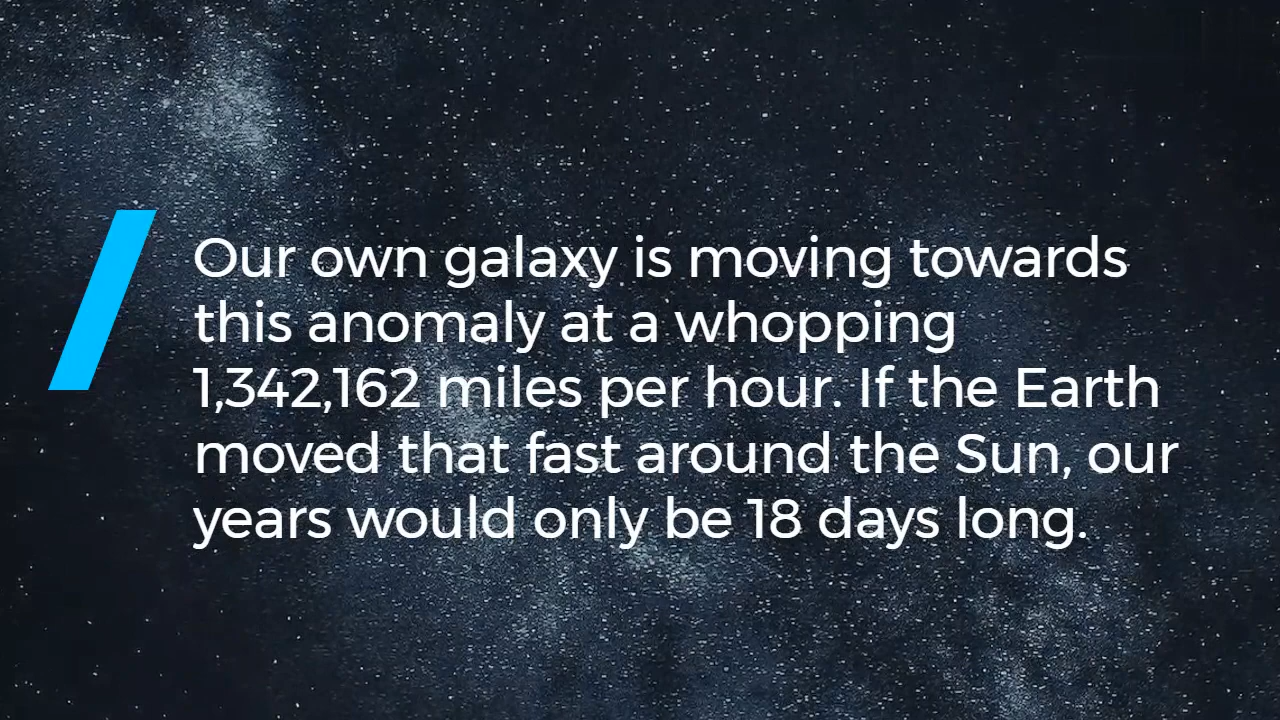 Our own galaxy is moving towards
this anomaly at a whopping
1,342,162 miles per hour. If the Earth
moved that fast around the Sun, our
years would only be 18 days long.